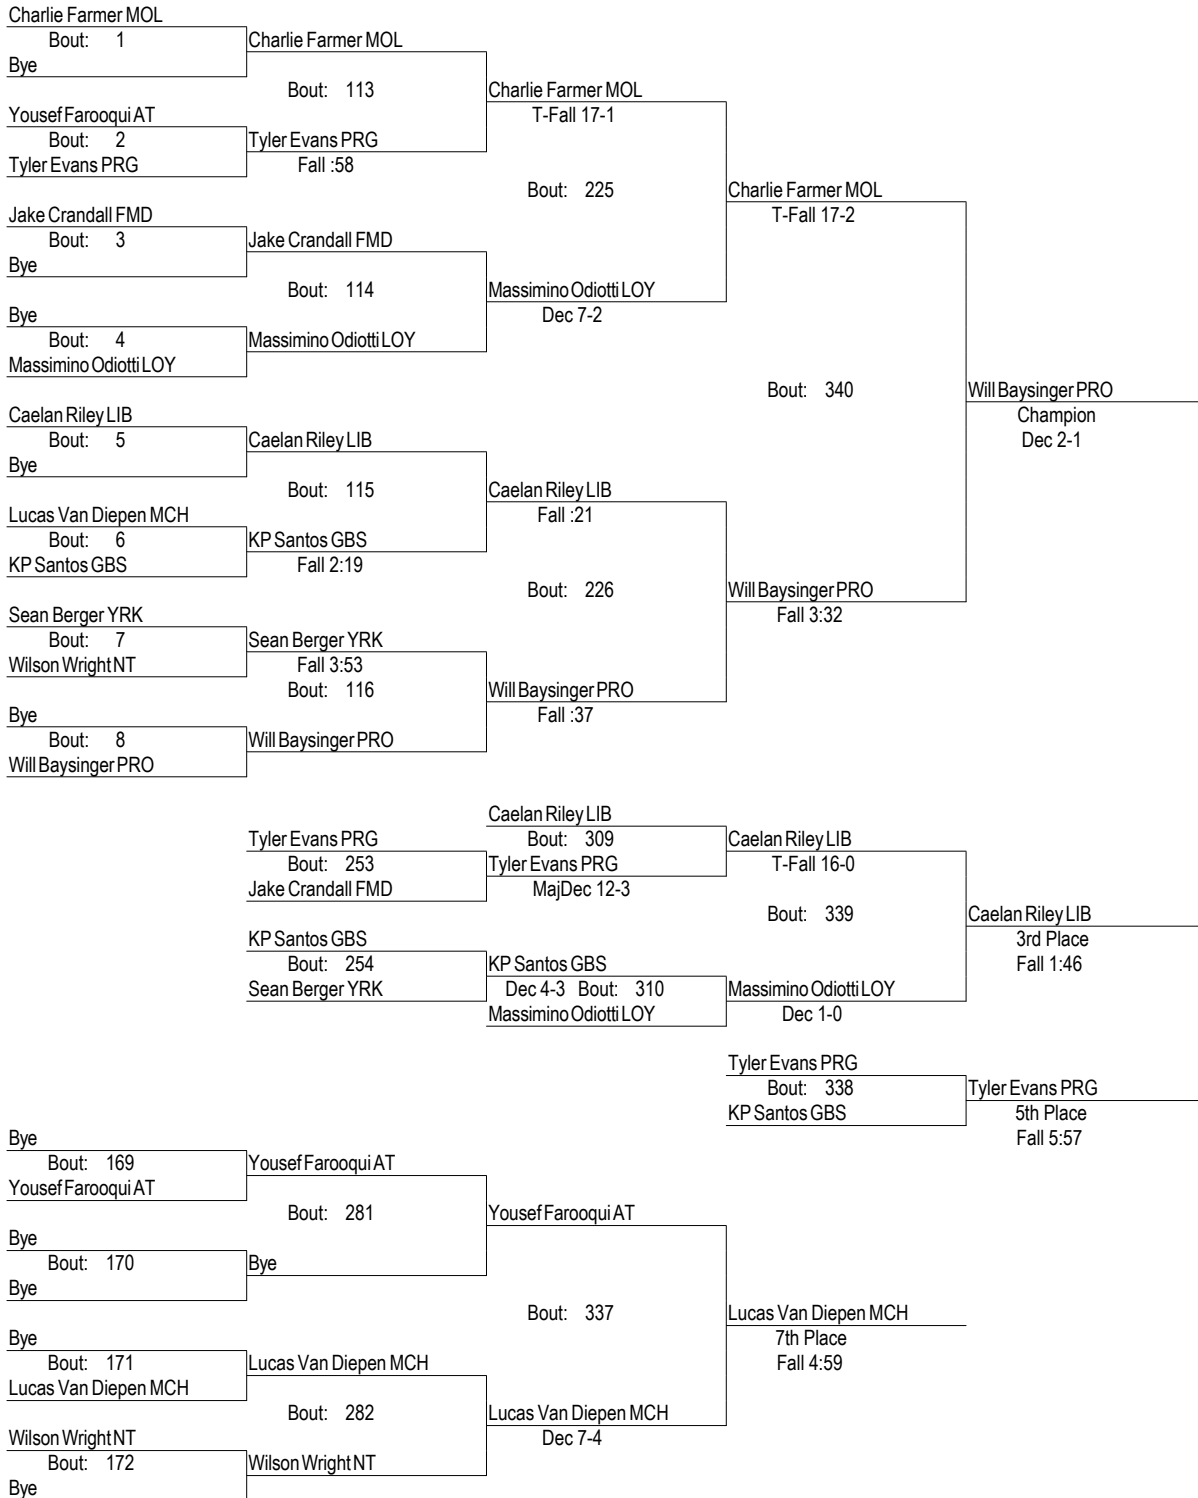 Charlie Farmer MOL
Bout: 1
Charlie Farmer MOL
Bye
Bout: 113
Charlie Farmer MOL
Yousef Farooqui AT
T-Fall 17-1
Bout: 2
Tyler Evans PRG
Tyler Evans PRG
Fall :58
Bout: 225
Charlie Farmer MOL
Jake Crandall FMD
T-Fall 17-2
Bout: 3
Jake Crandall FMD
Bye
Bout: 114
Massimino Odiotti LOY
Bye
Dec 7-2
Bout: 4
Massimino Odiotti LOY
Massimino Odiotti LOY
Bout: 340
Will Baysinger PRO
Caelan Riley LIB
Champion
Bout: 5
Caelan Riley LIB
Dec 2-1
Bye
Bout: 115
Caelan Riley LIB
Lucas Van Diepen MCH
Fall :21
Bout: 6
KP Santos GBS
KP Santos GBS
Fall 2:19
Bout: 226
Will Baysinger PRO
Sean Berger YRK
Fall 3:32
Bout: 7
Sean Berger YRK
Wilson Wright NT
Fall 3:53
Bout: 116
Will Baysinger PRO
Bye
Fall :37
Bout: 8
Will Baysinger PRO
Will Baysinger PRO
Caelan Riley LIB
Tyler Evans PRG
Bout: 309
Caelan Riley LIB
Bout: 253
Tyler Evans PRG
T-Fall 16-0
Jake Crandall FMD
MajDec 12-3
Bout: 339
Caelan Riley LIB
KP Santos GBS
3rd Place
Bout: 254
KP Santos GBS
Fall 1:46
Sean Berger YRK
Dec 4-3 Bout: 310
Massimino Odiotti LOY
Massimino Odiotti LOY
Dec 1-0
Tyler Evans PRG
Bout: 338
Tyler Evans PRG
KP Santos GBS
5th Place
Fall 5:57
Bye
Bout: 169
Yousef Farooqui AT
Yousef Farooqui AT
Bout: 281
Yousef Farooqui AT
Bye
Bout: 170
Bye
Bye
Bout: 337
Lucas Van Diepen MCH
Bye
7th Place
Bout: 171
Lucas Van Diepen MCH
Fall 4:59
Lucas Van Diepen MCH
Bout: 282
Lucas Van Diepen MCH
Wilson Wright NT
Dec 7-4
Bout: 172
Wilson Wright NT
Bye